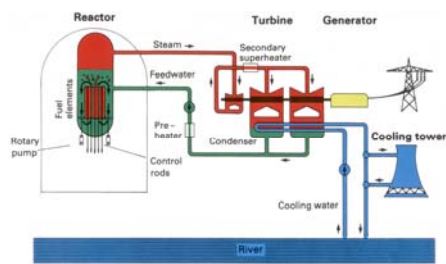 Reactor
Turbine
Generator
Steam
Secondary
superheater
Feedwater
Fuel
elements
Pre-
heater
Condenser
Cooling tower
Rotary
pump
Control
rods
Cooling water
River